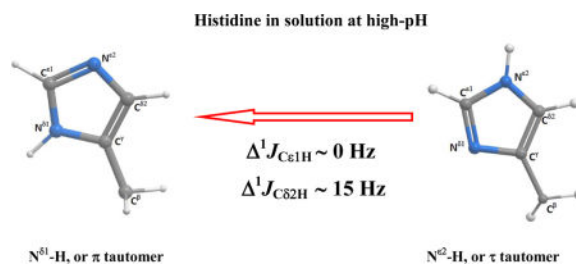 Histidine in solution at high-pH
Nε2
Cε1
Cδ2
Nδ1
Cγ
Cβ
Nε2
Cε1
Cδ2
Nδ1
Cγ
Cβ
Δ¹JCε1H ~ 0 Hz
Δ¹JCδ2H ~ 15 Hz
Nδ1-H, or π tautomer
Nε2-H, or τ tautomer